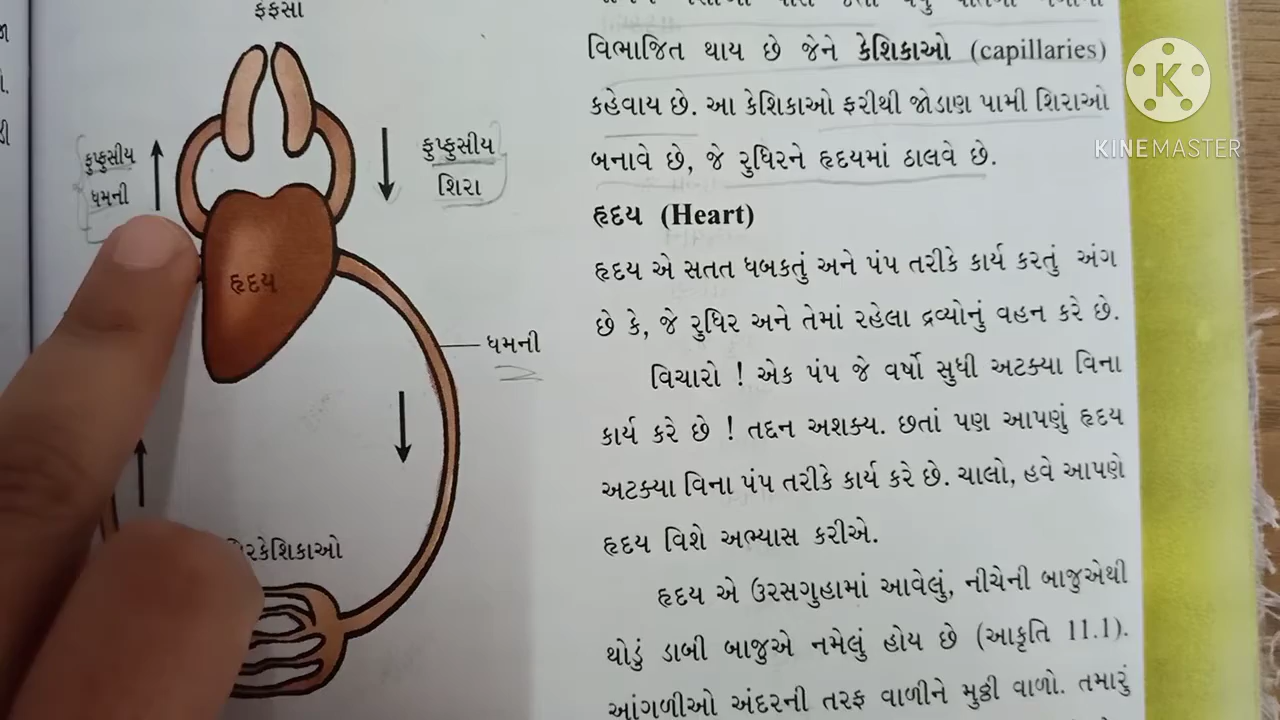 ફેફસા
ફુપ્ફુસીય
ધમની
ફુપ્ફુસીય
શિરા
હૃદય
ધમની
કેશિકાઓ
વિભાજિત થાય છે જેને કેશિકાઓ (capillaries)
કહેવાય છે. આ કેશિકાઓ ફરીથી જોડાણ પામી શિરાઓ
બનાવે છે, જે રુધિરને હૃદયમાં ઠાલવે છે.
હૃદય (Heart)
હૃદય એ સતત ધબકતું અને પંપ તરીકે કાર્ય કરતું અંગ
છે કે, જે રુધિર અને તેમાં રહેલા દ્રવ્યોનું વહન કરે છે.
વિચારો ! એક પંપ જે વર્ષો સુધી અટક્યા વિના
કાર્ય કરે છે ! તદ્દન અશક્ય. છતાં પણ આપણું હૃદય
અટક્યા વિના પંપ તરીકે કાર્ય કરે છે. ચાલો, હવે આપણે
હૃદય વિશે અભ્યાસ કરીએ.
હૃદય એ ઉરસગુહામાં આવેલું, નીચેની બાજુએથી
થોડું ડાબી બાજુએ નમેલું હોય છે (આકૃતિ 11.1).
આંગળીઓ અંદરની તરફ વાળીને મુઠ્ઠી વાળો. તમારું
K
KINEMASTER